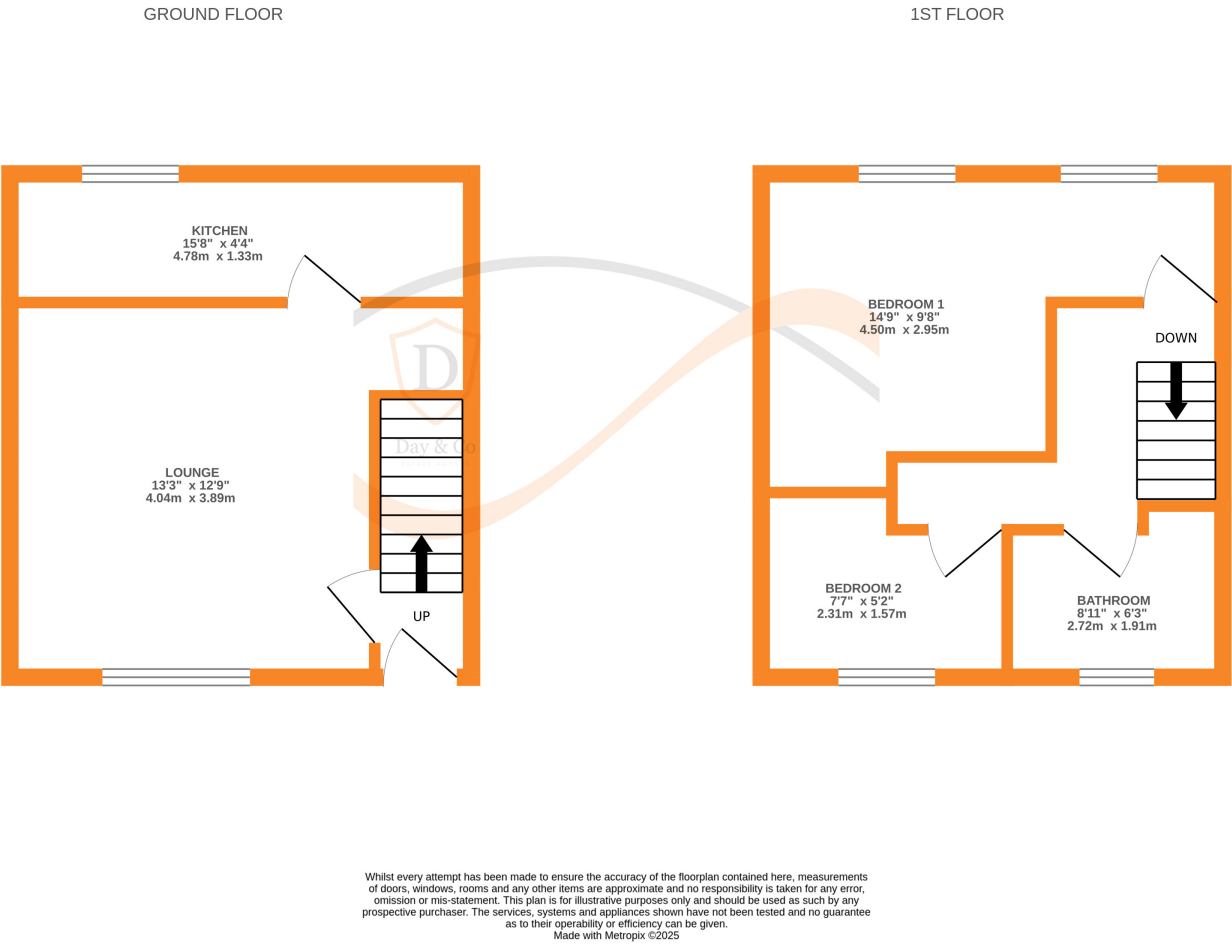 GROUND FLOOR
1ST FLOOR
KITCHEN
15'8" x 4'4"
4.78m x 1.33m
LOUNGE
13'3" x 12'9"
4.04m x 3.89m
UP
D
Day & Co
BEDROOM 1
14'9" x 9'8"
4.50m x 2.95m
DOWN
BEDROOM 2
7'7" x 5'2"
2.31m x 1.57m
BATHROOM
8'11" x 6'3"
2.72m x 1.91m
Whilst every attempt has been made to ensure the accuracy of the floorplan contained here, measurements
of doors, windows, rooms and any other items are approximate and no responsibility is taken for any error,
omission or mis-statement. This plan is for illustrative purposes only and should be used as such by any
prospective purchaser. The services, systems and appliances shown have not been tested and no guarantee
as to their operability or efficiency can be given.
Made with Metropix ©2025